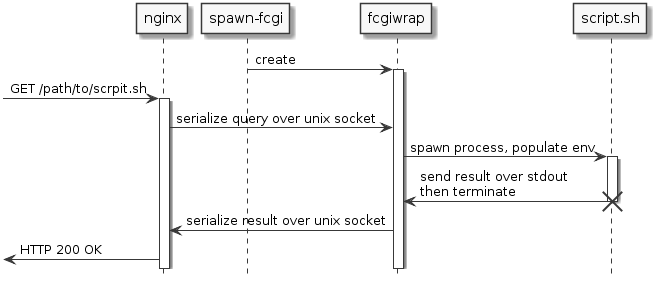 nginx
spawn-fcgi
fcgiwrap
script.sh
create
GET /path/to/scrpit.sh
serialize query over unix socket
spawn process, populate env
send result over stdout
then terminate
serialize result over unix socket
HTTP 200 OK